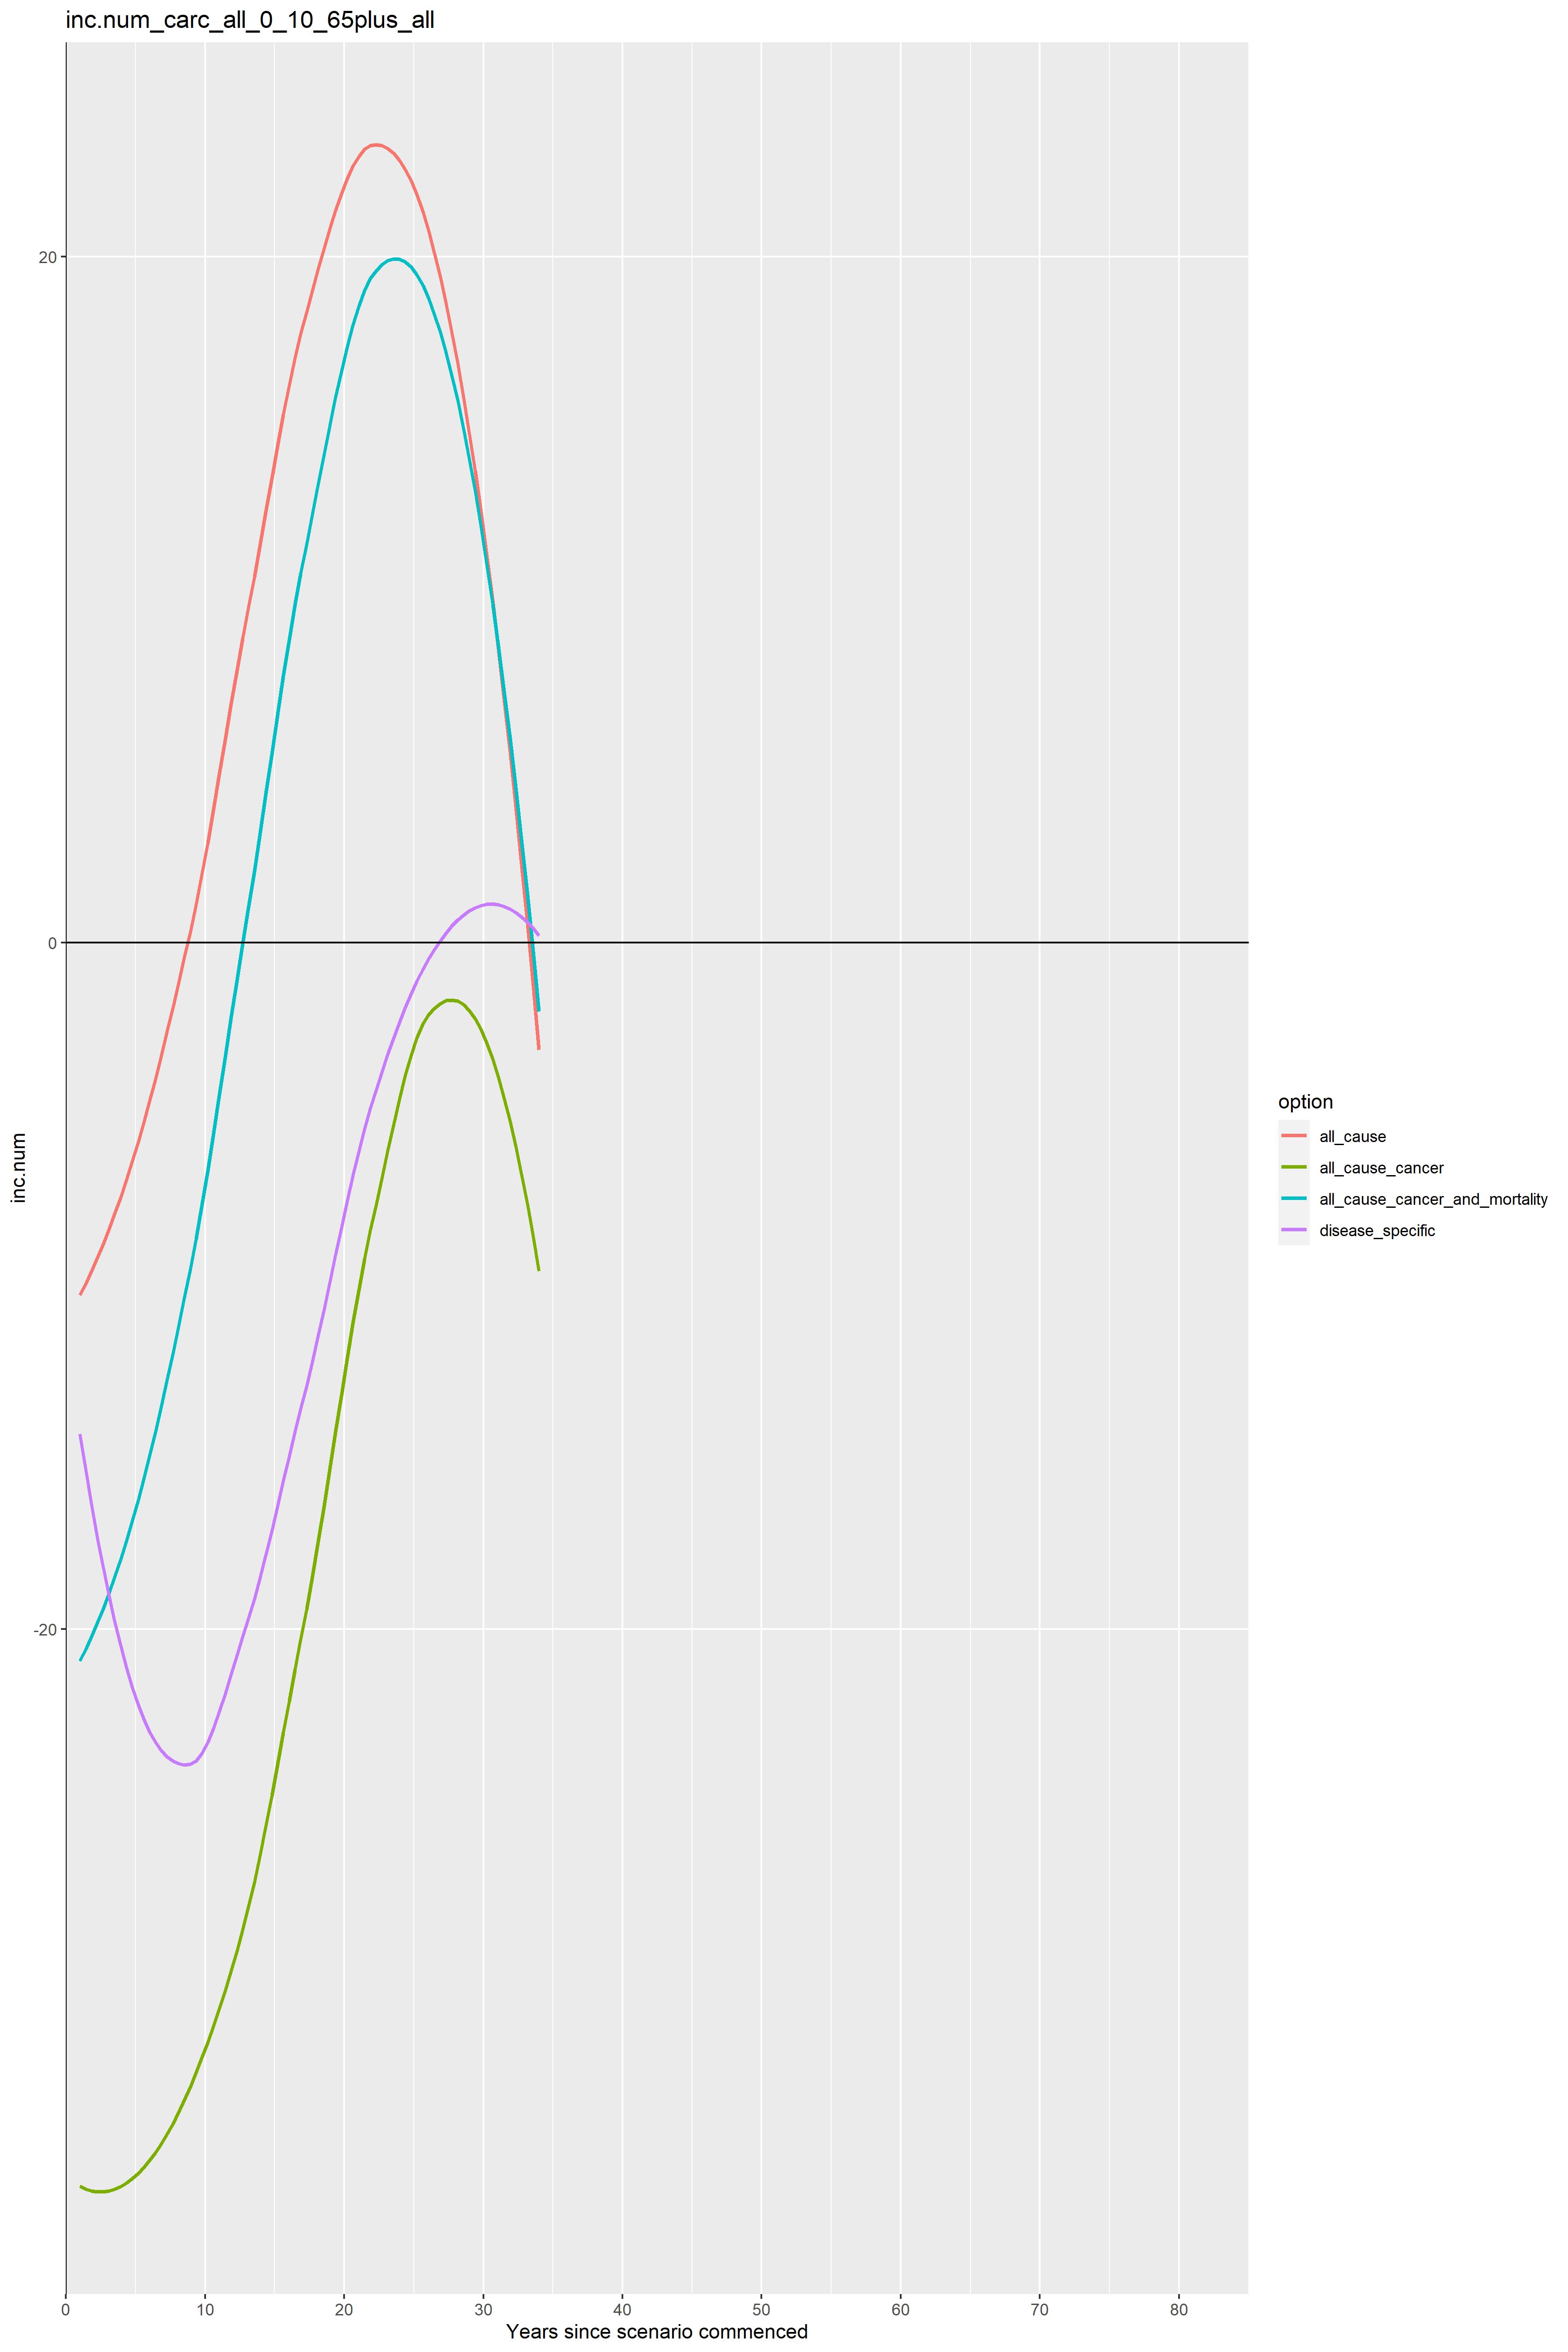 inc.num_carc_all_0_10_65plus_all
20
0
-20
inc.num
0 10 20 30 40 50 60 70 80
Years since scenario commenced
option
all_cause
all_cause_cancer
all_cause_cancer_and_mortality
disease_specific